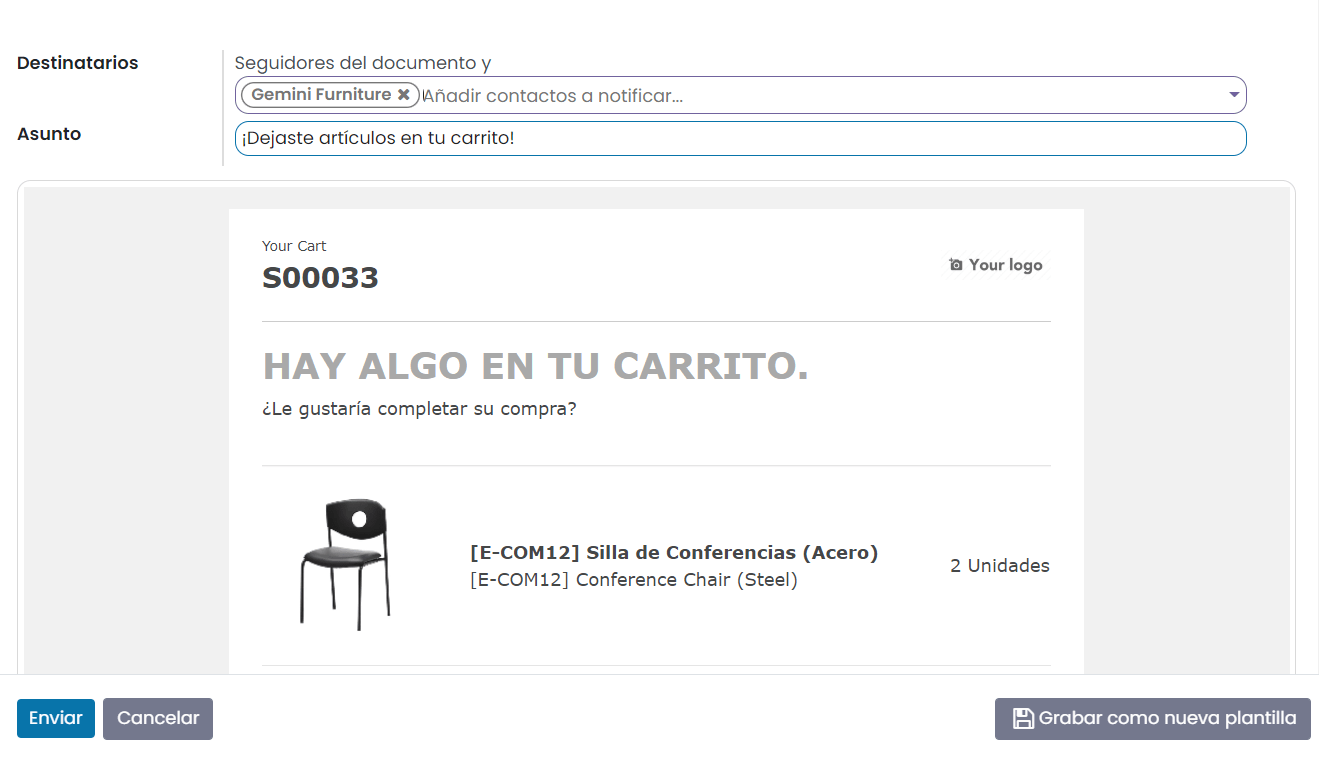 Destinatarios
Seguidores del documento y
Gemini Furniture ✖ Añadir contactos a notificar...
Asunto
¡Dejaste artículos en tu carrito!
Your Cart
S00033
Your logo
HAY ALGO EN TU CARRITO.
¿Le gustaría completar su compra?
[E-COM12] Silla de Conferencias (Acero)
[E-COM12] Conference Chair (Steel)
2 Unidades
Enviar
Cancelar
Grabar como nueva plantilla